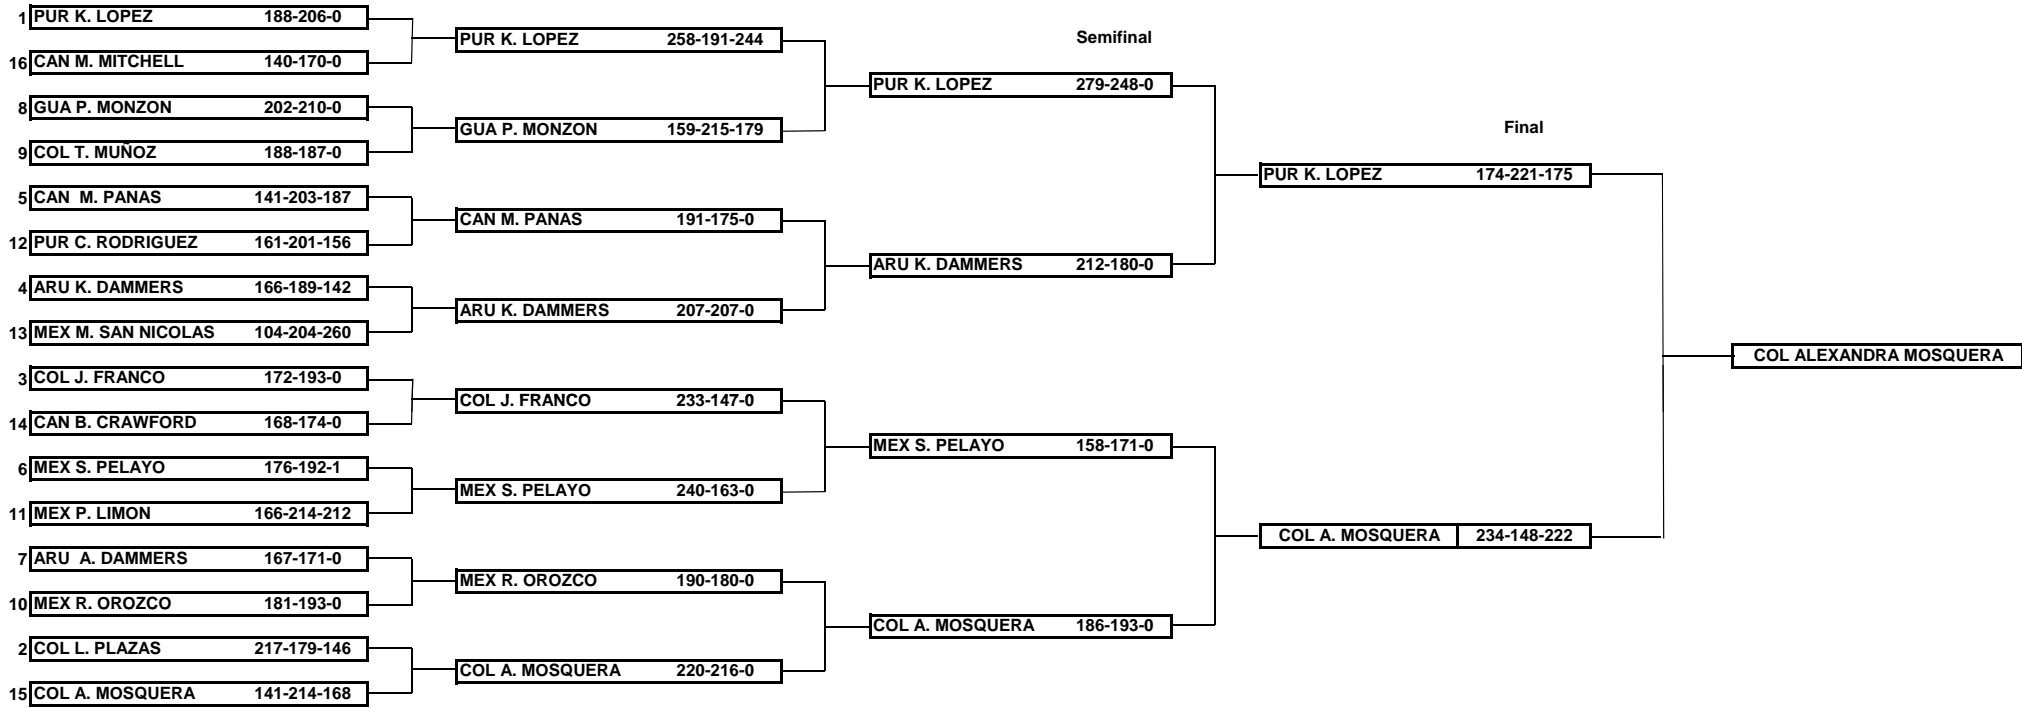 1 PUR K. LOPEZ 188-206-0
16 CAN M. MITCHELL 140-170-0
8 GUA P. MONZON 202-210-0
9 COL T. MUÑOZ 188-187-0
5 CAN M. PANAS 141-203-187
12 PUR C. RODRIGUEZ 161-201-156
4 ARU K. DAMMERS 166-189-142
13 MEX M. SAN NICOLAS 104-204-260
3 COL J. FRANCO 172-193-0
14 CAN B. CRAWFORD 168-174-0
6 MEX S. PELAYO 176-192-1
11 MEX P. LIMON 166-214-212
7 ARU A. DAMMERS 167-171-0
10 MEX R. OROZCO 181-193-0
2 COL L. PLAZAS 217-179-146
15 COL A. MOSQUERA 141-214-168
PUR K. LOPEZ 258-191-244
GUA P. MONZON 159-215-179
CAN M. PANAS 191-175-0
ARU K. DAMMERS 207-207-0
COL J. FRANCO 233-147-0
MEX S. PELAYO 240-163-0
MEX R. OROZCO 190-180-0
COL A. MOSQUERA 220-216-0
Semifinal
PUR K. LOPEZ 279-248-0
ARU K. DAMMERS 212-180-0
MEX S. PELAYO 158-171-0
COL A. MOSQUERA 186-193-0
Final
PUR K. LOPEZ 174-221-175
COL A. MOSQUERA 234-148-222
COL ALEXANDRA MOSQUERA